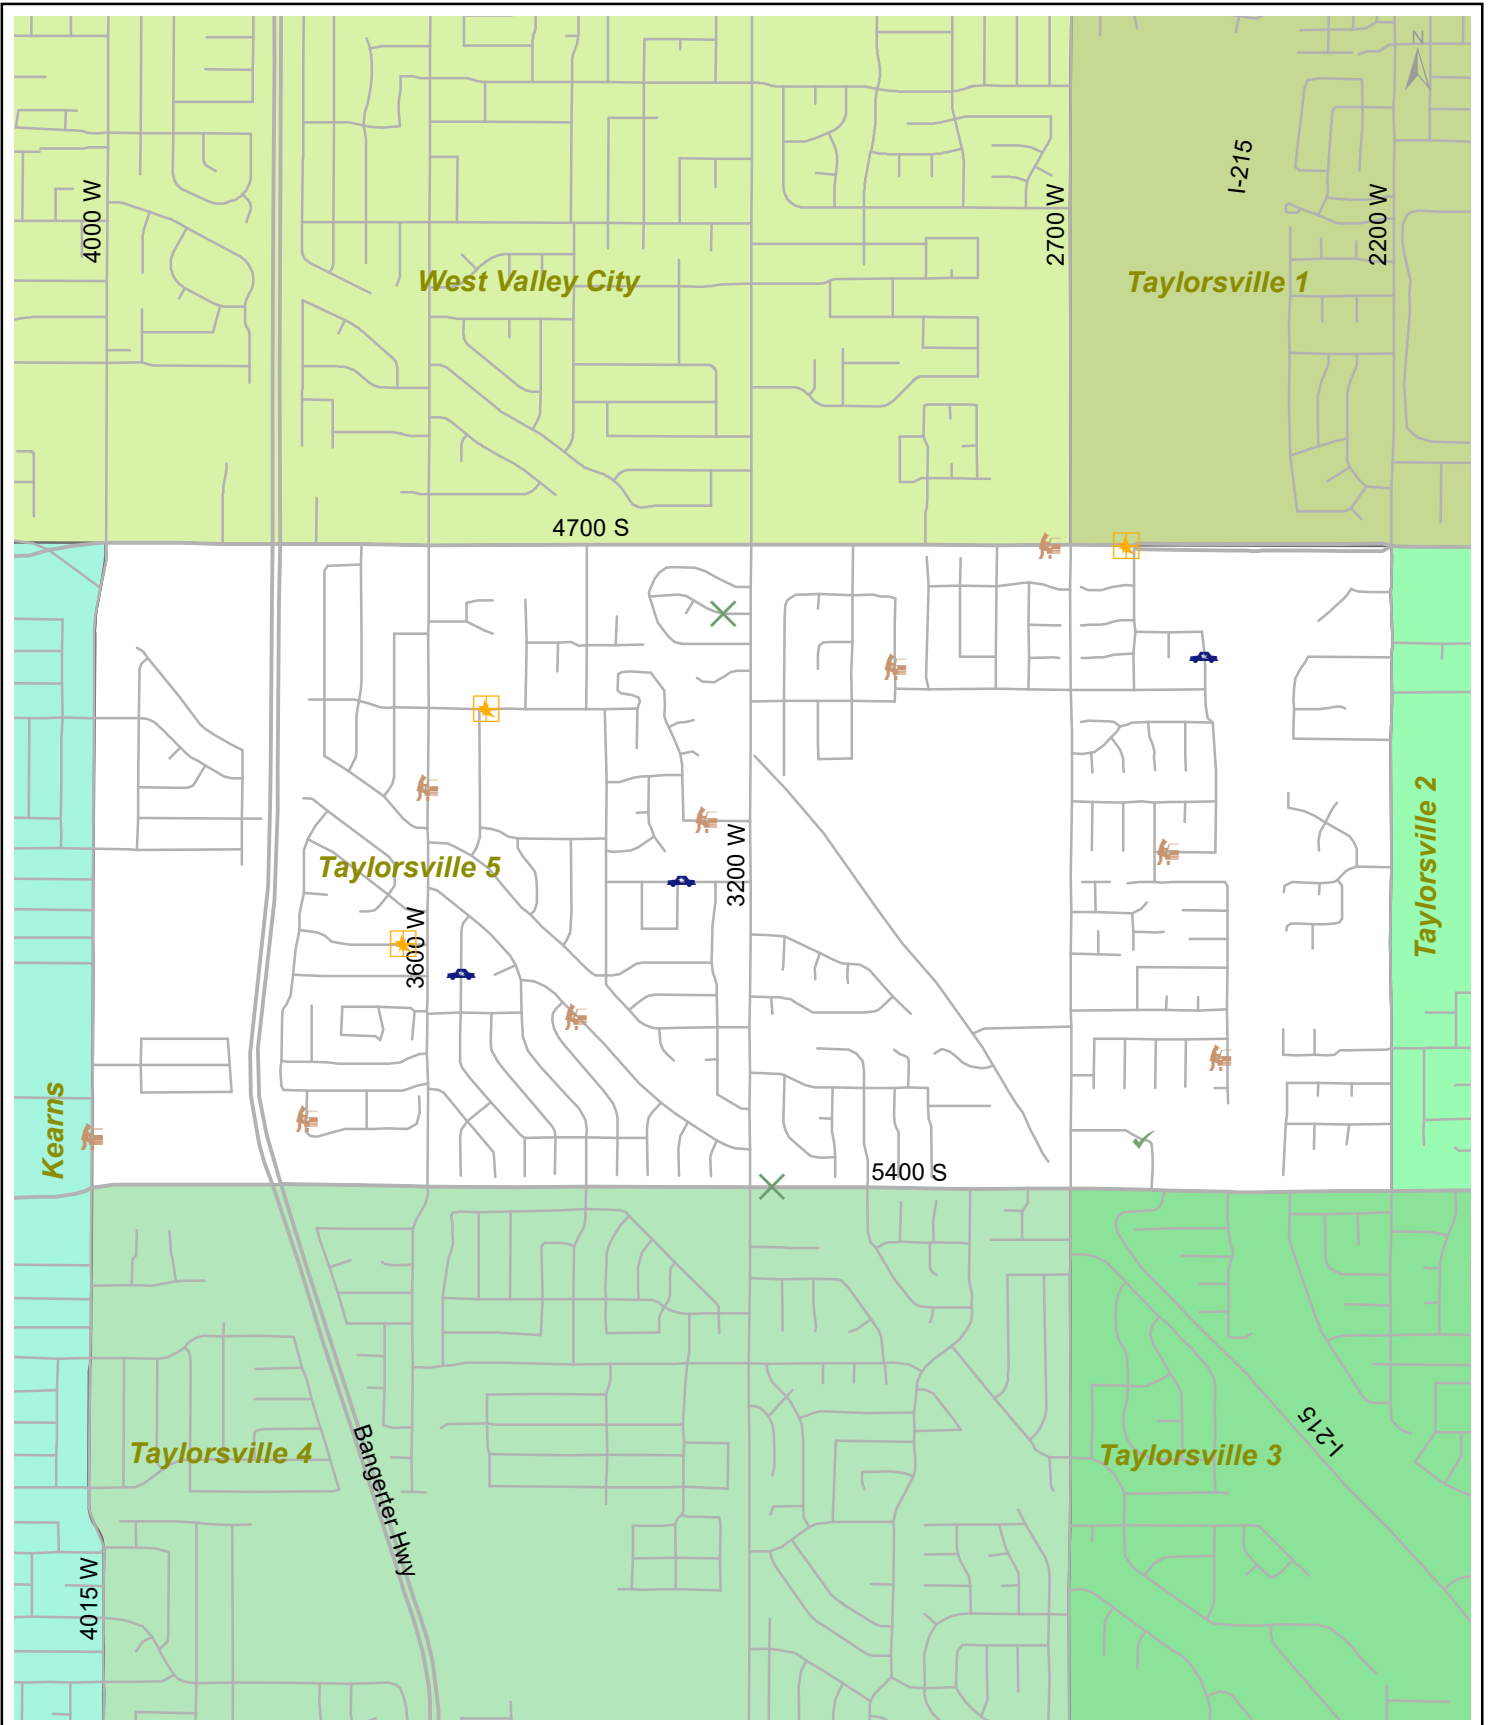 N
I-215
4000 W
2700 W
2200 W
West Valley City
Taylorsville 1
4700 S
Taylorsville 2
3200 W
Taylorsville 5
3600 W
Kearns
5400 S
I-215
Taylorsville 4
Bangerter Hwy
Taylorsville 3
4015 W